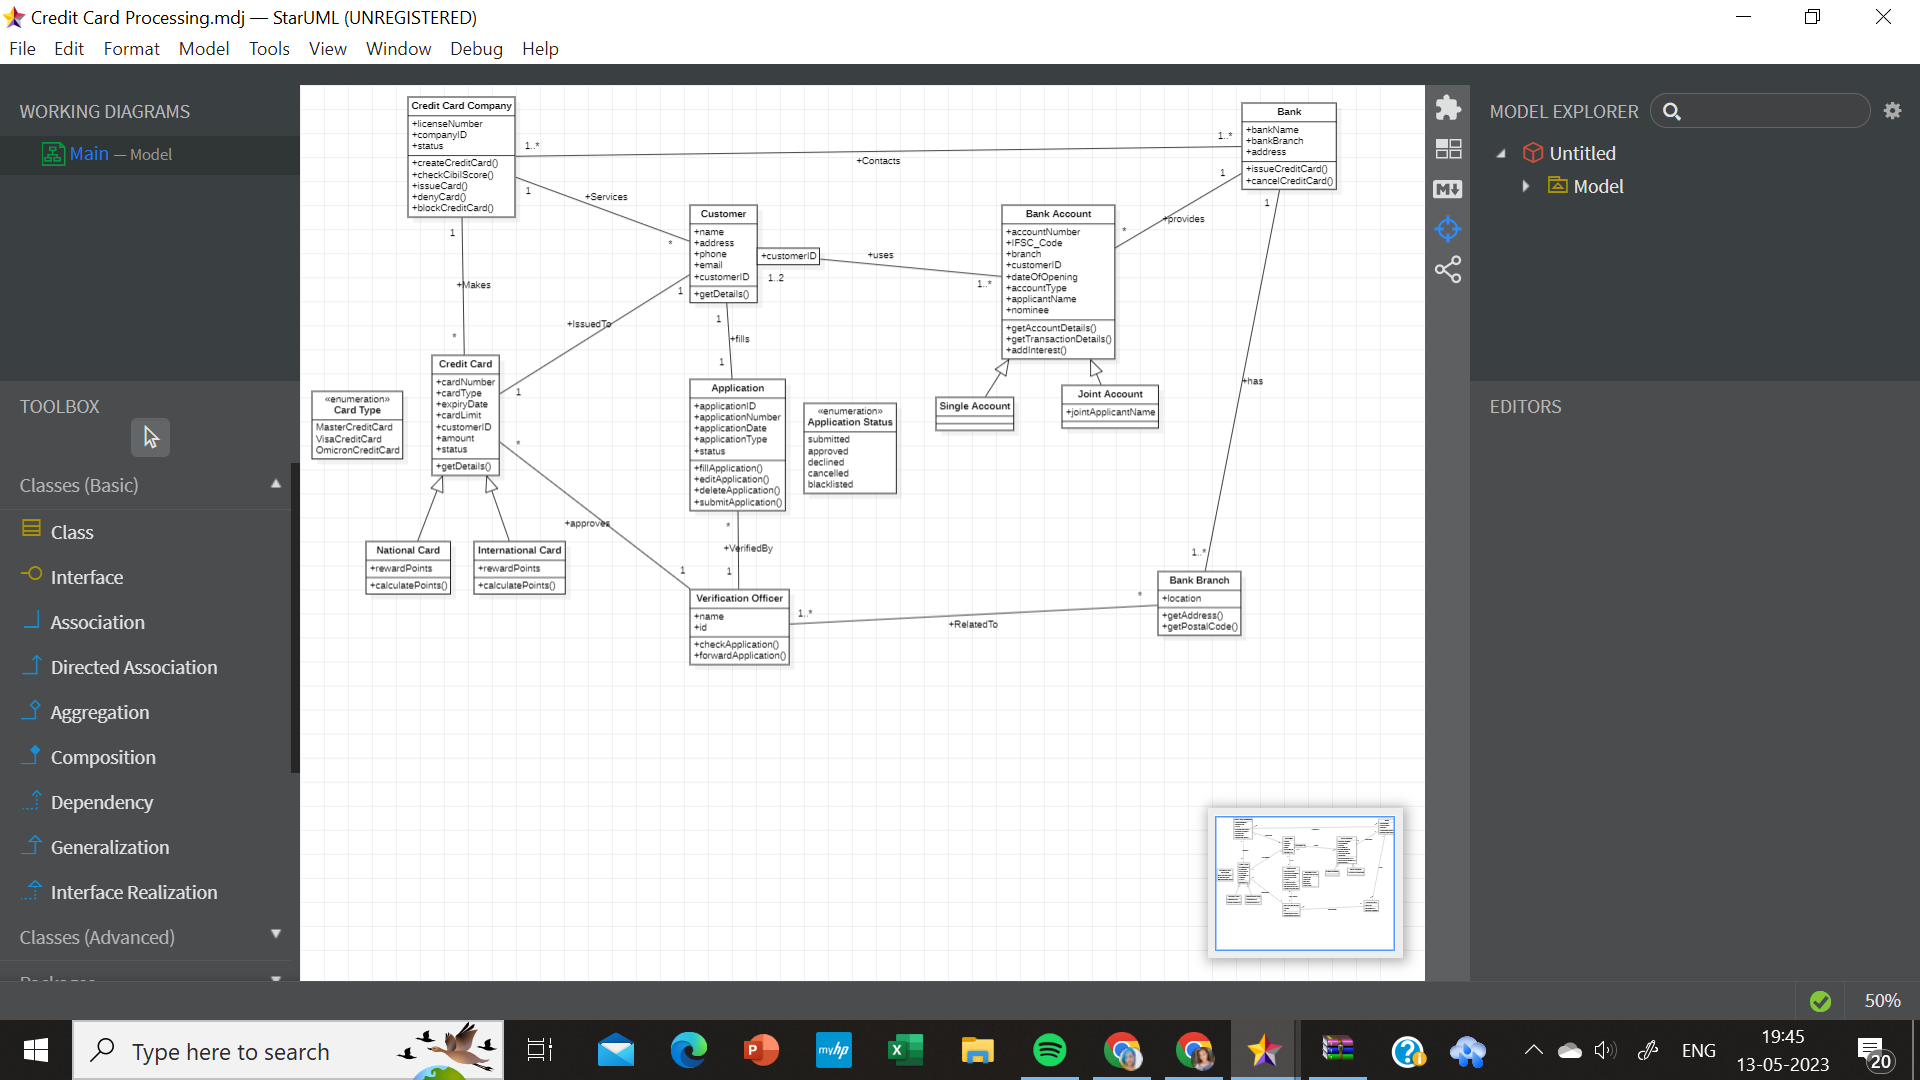 Credit Card Processing.mdj — StarUML (UNREGISTERED)
File Edit Format Model Tools View Window Debug Help
WORKING DIAGRAMS
Main — Model
TOOLBOX
Classes (Basic)
Class
Interface
Association
Directed Association
Aggregation
Composition
Dependency
Generalization
Interface Realization
Classes (Advanced)
Credit Card Company
+licenseNumber
+companyID
+status
+createCreditCard()
+checkCibilScore()
+issueCard()
+denyCard()
+blockCreditCard()
1..*
+Contacts
1..*
1
+Services
*
1
+Makes
*
Bank
+bankName
+bankBranch
+address
+issueCreditCard()
+cancelCreditCard()
1
+provides
*
1
+has
1..*
Customer
+name
+address
+phone
+email
+customerID
+getDetails()
+customerID
1..2
+uses
1..*
1
+IssuedTo
1
1
+fills
1
Bank Account
+accountNumber
+IFSC_Code
+branch
+customerID
+dateOfOpening
+accountType
+applicantName
+nominee
+getAccountDetails()
+getTransactionDetails()
+addInterest()
Single Account
Joint Account
+jointApplicantName
«enumeration»
Card Type
MasterCreditCard
VisaCreditCard
OmicronCreditCard
Credit Card
+cardNumber
+cardType
+expiryDate
+cardLimit
+customerID
+amount
+status
+getDetails()
*
+approves
1
Application
+applicationID
+applicationNumber
+applicationDate
+applicationType
+status
+fillApplication()
+editApplication()
+deleteApplication()
+submitApplication()
«enumeration»
Application Status
submitted
approved
declined
cancelled
blacklisted
*
+VerifiedBy
1
National Card
+rewardPoints
+calculatePoints()
International Card
+rewardPoints
+calculatePoints()
Verification Officer
+name
+id
+checkApplication()
+forwardApplication()
1..*
+RelatedTo
*
Bank Branch
+location
+getAddress()
+getPostalCode()
MODEL EXPLORER
Untitled
Model
EDITORS
50%
Type here to search
ENG
19:45
13-05-2023
20